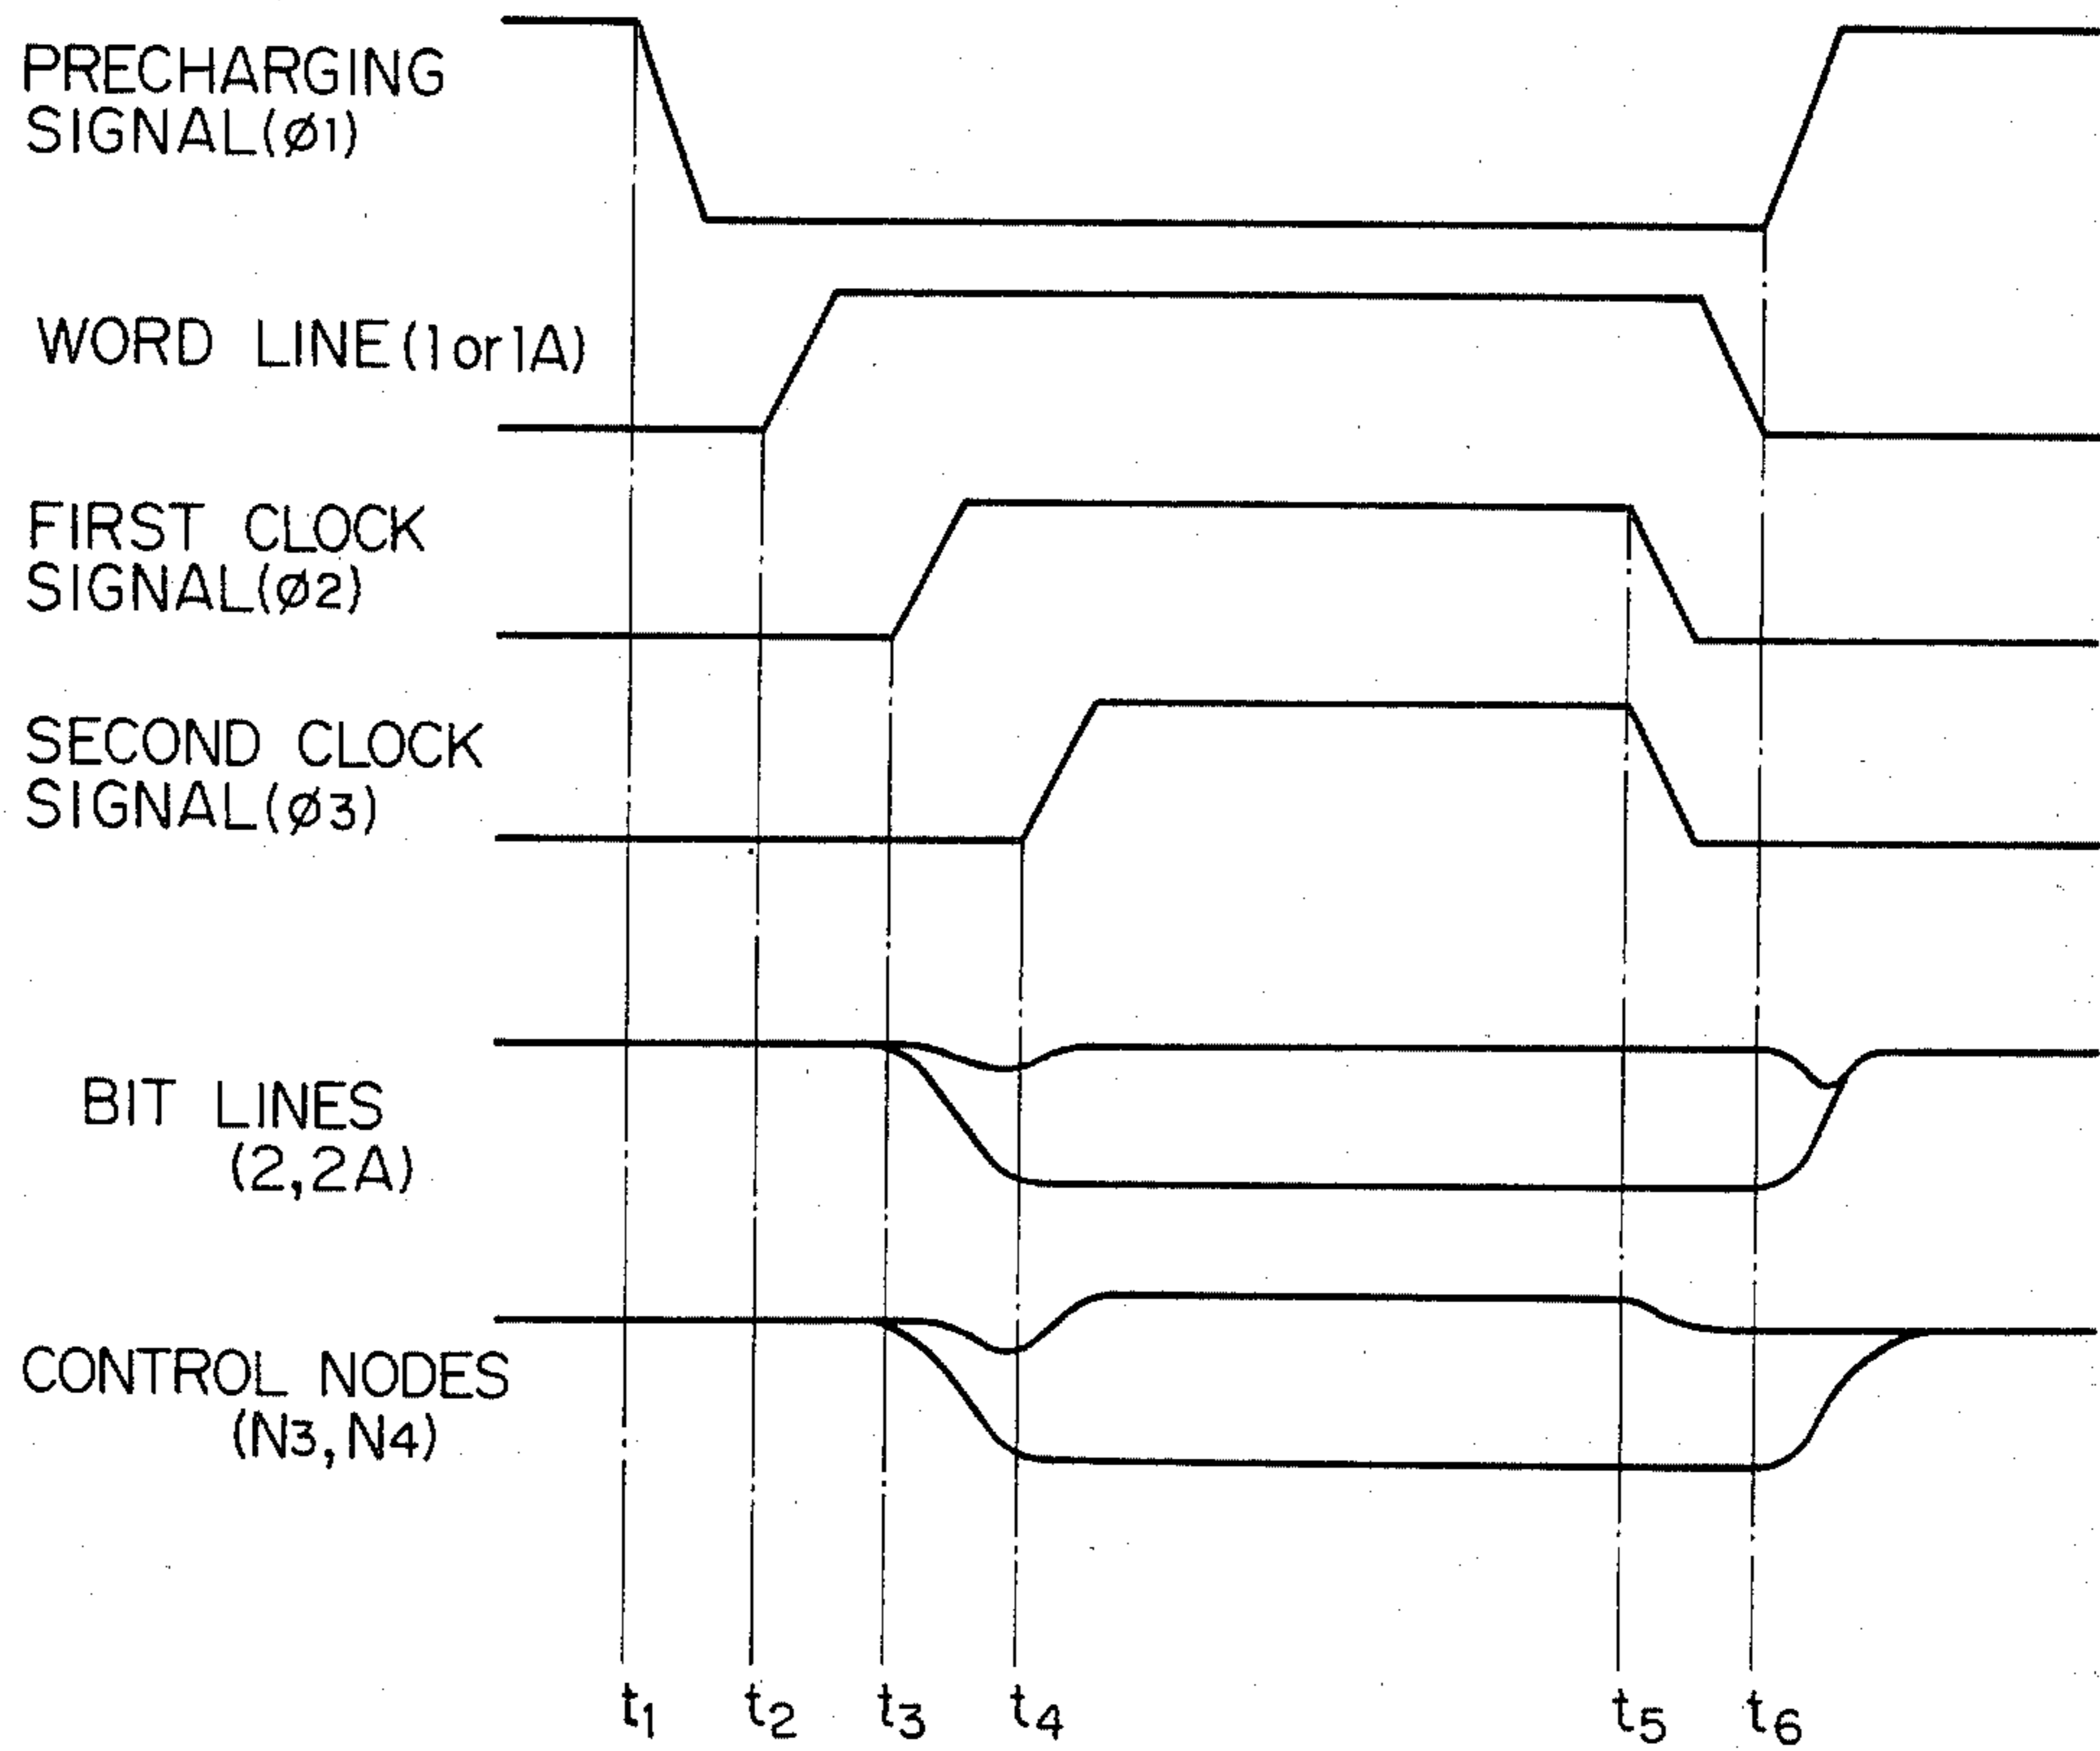 PRECHARGING
SIGNAL(ø1)
WORD LINE(1or1A)
FIRST CLOCK
SIGNAL(ø2)
SECOND CLOCK
SIGNAL(ø3)
BIT LINES
(2,2A)
CONTROL NODES
(N3,N4)
t1 t2 t3 t4 t5 t6